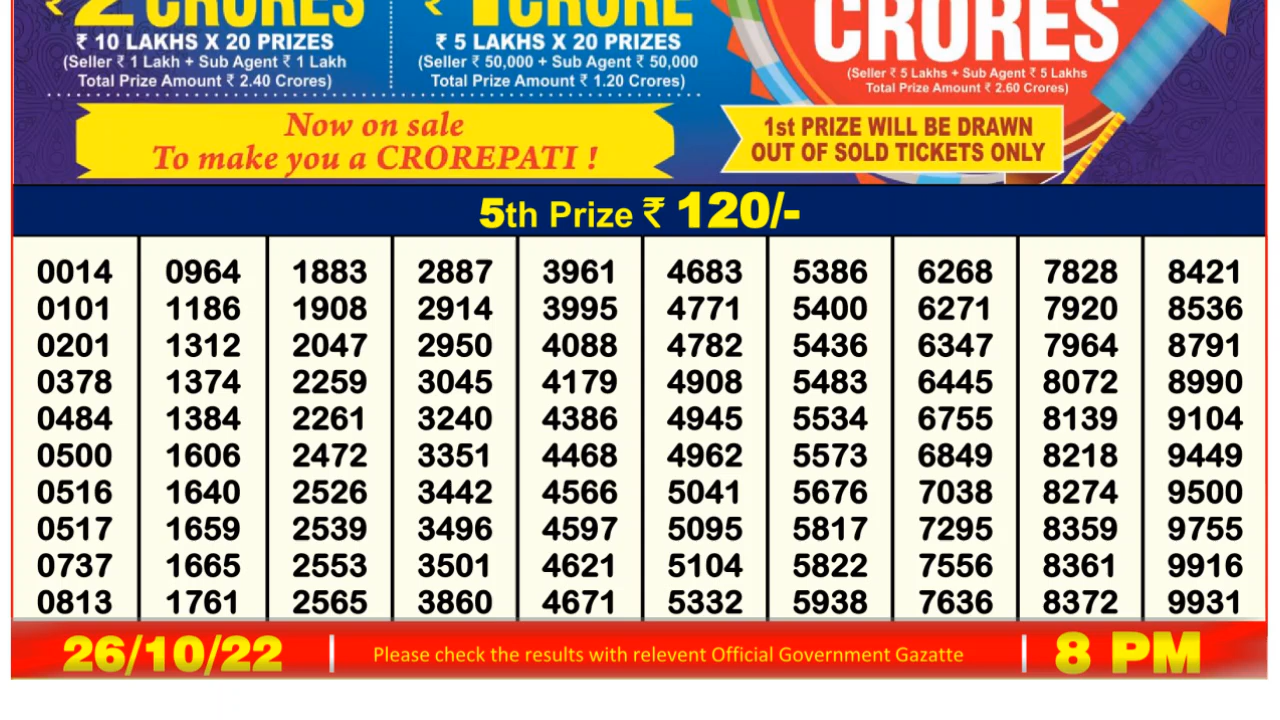 ₹ 2 CRORES
₹ 10 LAKHS X 20 PRIZES
(Seller ₹ 1 Lakh + Sub Agent ₹ 1 Lakh
Total Prize Amount ₹ 2.40 Crores)
₹ 1 CRORE
₹ 5 LAKHS X 20 PRIZES
(Seller ₹ 50,000 + Sub Agent ₹ 50,000
Total Prize Amount ₹ 1.20 Crores)
CRORES
(Seller ₹ 5 Lakhs + Sub Agent ₹ 5 Lakhs
Total Prize Amount ₹ 2.60 Crores)
Now on sale
To make you a CROREPATI !
1st PRIZE WILL BE DRAWN
OUT OF SOLD TICKETS ONLY
5th Prize ₹ 120/-
0014 0964 1883 2887 3961 4683 5386 6268 7828 8421
0101 1186 1908 2914 3995 4771 5400 6271 7920 8536
0201 1312 2047 2950 4088 4782 5436 6347 7964 8791
0378 1374 2259 3045 4179 4908 5483 6445 8072 8990
0484 1384 2261 3240 4386 4945 5534 6755 8139 9104
0500 1606 2472 3351 4468 4962 5573 6849 8218 9449
0516 1640 2526 3442 4566 5041 5676 7038 8274 9500
0517 1659 2539 3496 4597 5095 5817 7295 8359 9755
0737 1665 2553 3501 4621 5104 5822 7556 8361 9916
0813 1761 2565 3860 4671 5332 5938 7636 8372 9931
26/10/22 Please check the results with relevent Official Government Gazatte 8 PM